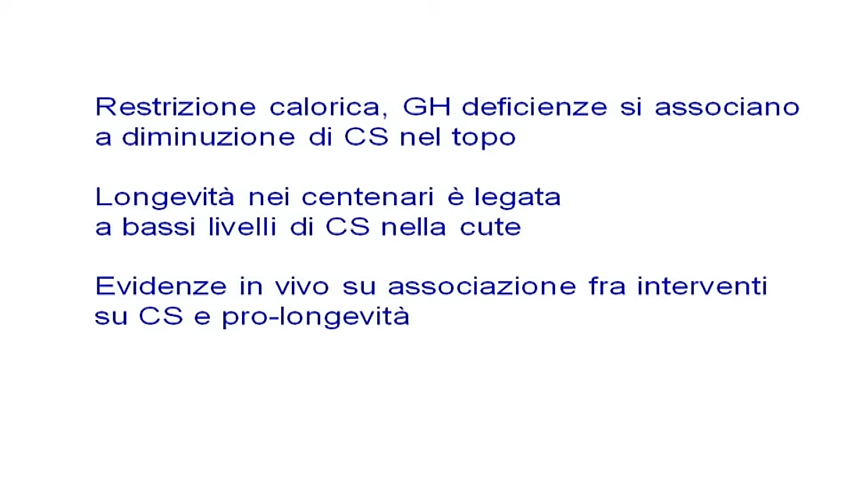 Restrizione calorica, GH deficienze si associano
a diminuzione di CS nel topo
Longevità nei centenari è legata
a bassi livelli di CS nella cute
Evidenze in vivo su associazione fra interventi
su CS e pro-longevità